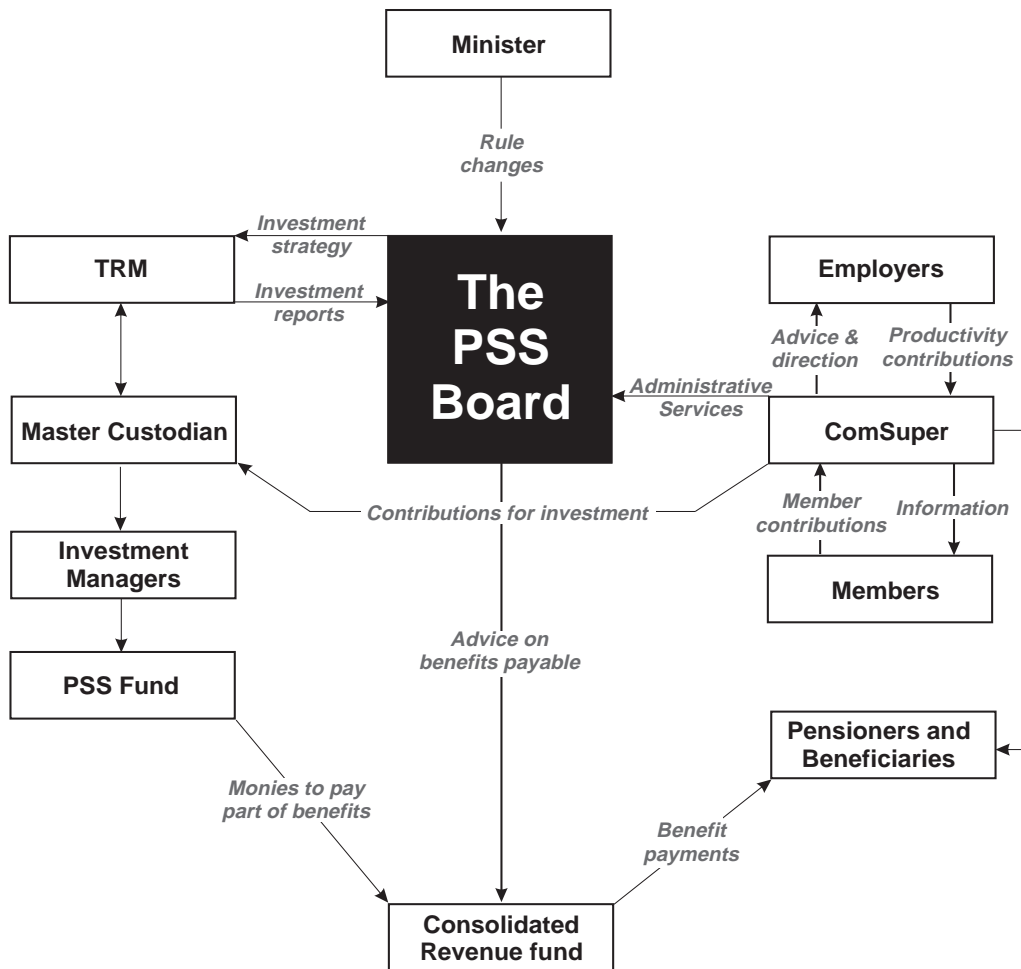 Minister
Rule
changes
Investment
strategy
TRM
Investment
reports
The
PSS
Board
Employers
Advice &
direction
Productivity
contributions
Administrative
Services
Master Custodian
ComSuper
Contributions for investment
Member
contributions
Information
Investment
Managers
Members
Advice on
benefits payable
PSS Fund
Pensioners and
Beneficiaries
Monies to pay
part of benefits
Benefit
payments
Consolidated
Revenue fund